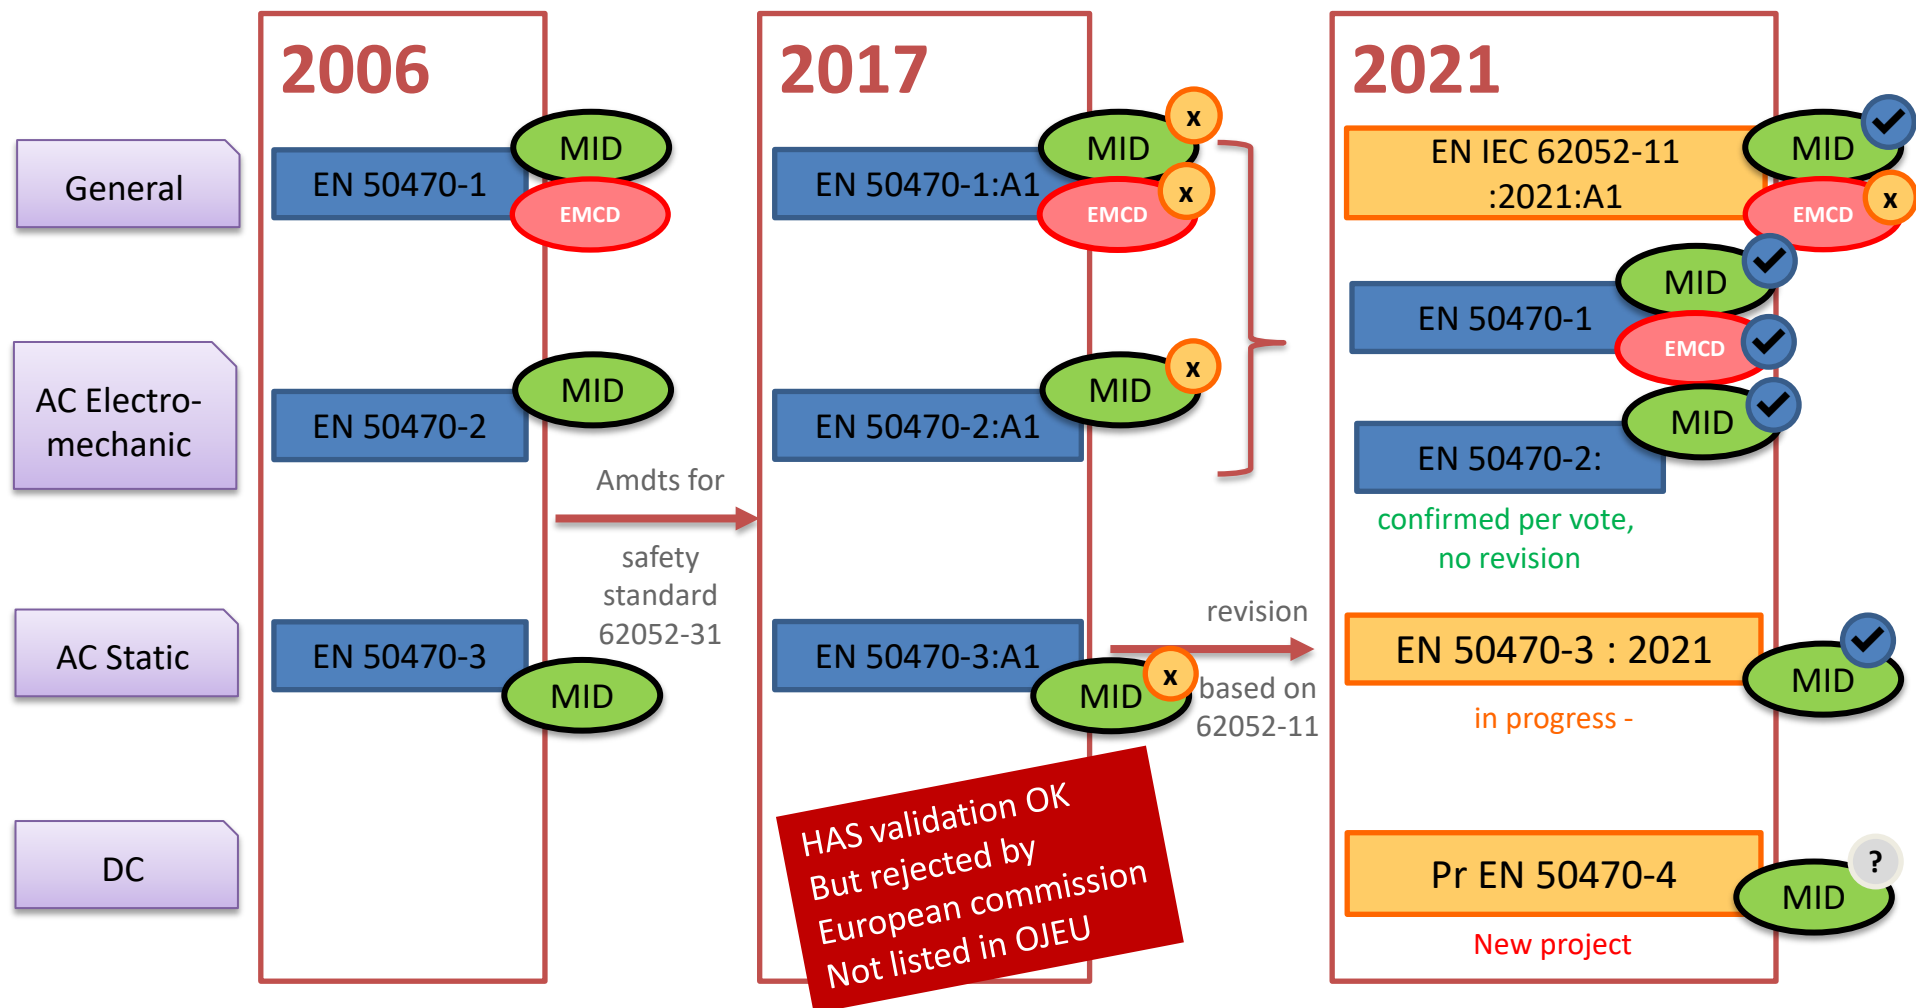 2006
2017
2021
General
EN 50470-1
MID
EMCD
EN 50470-1:A1
MID
x
EMCD
x
EN IEC 62052-11
:2021:A1
MID
EMCD
x
EN 50470-1
MID
EMCD
AC Electro-
mechanic
EN 50470-2
MID
EN 50470-2:A1
MID
x
EN 50470-2:
MID
confirmed per vote,
no revision
Amdts for
safety
standard
62052-31
AC Static
EN 50470-3
MID
EN 50470-3:A1
MID
x
revision
based on
62052-11
EN 50470-3 : 2021
MID
in progress -
DC
HAS validation OK
But rejected by
European commission
Not listed in OJEU
Pr EN 50470-4
MID
?
New project